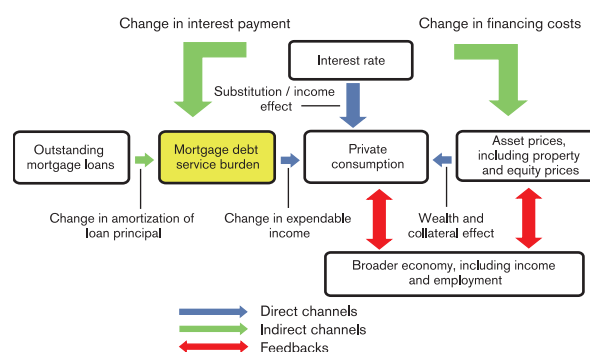 Change in interest payment
Change in financing costs
Interest rate
Substitution / income
effect
Outstanding
mortgage loans
Mortgage debt
service burden
Private
consumption
Asset prices,
including property
and equity prices
Change in amortization of
loan principal
Change in expendable
income
Wealth and
collateral effect
Broader economy, including income
and employment
Direct channels
Indirect channels
Feedbacks